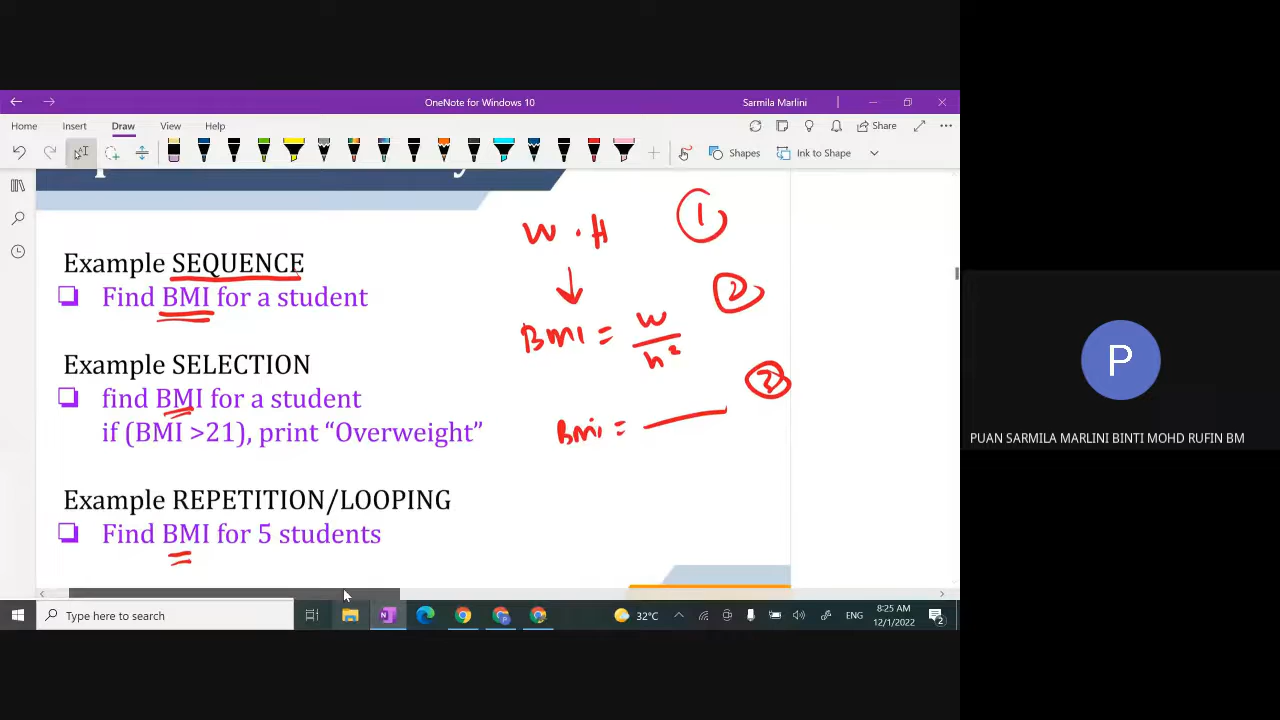 OneNote for Windows 10
Sarmila Marlini
Home Insert Draw View Help
Share
Shapes
Ink to Shape
W . H
1
Example SEQUENCE
Find BMI for a student
2
BMI = w
h²
Example SELECTION
find BMI for a student
if (BMI >21), print “Overweight”
BMI =
Example REPETITION/LOOPING
Find BMI for 5 students
Type here to search
32°C
ENG
8:25 AM
12/1/2022
2
P
PUAN SARMILA MARLINI BINTI MOHD RUFIN BM